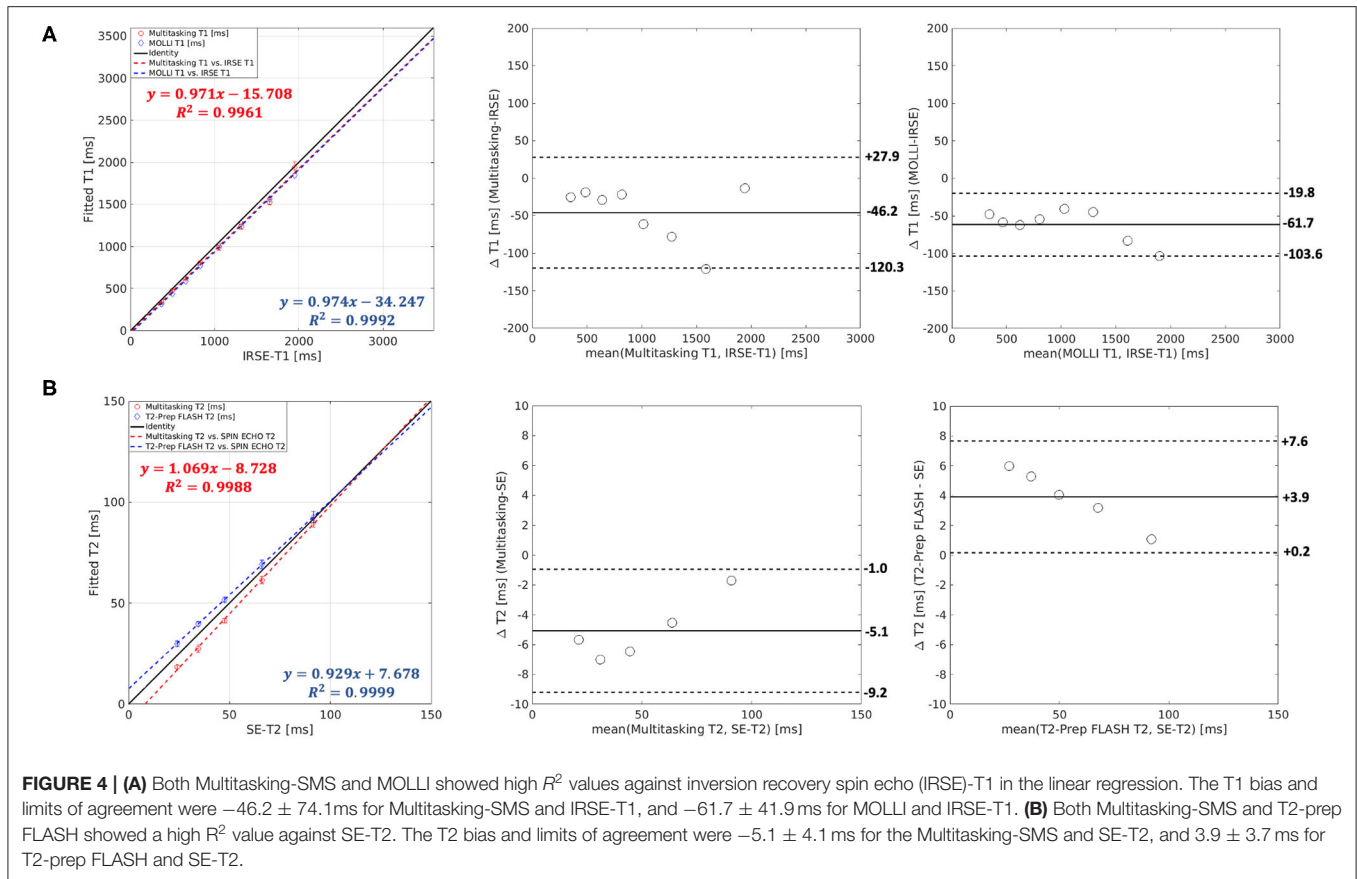 A
Multitasking T1 [ms]
MOLLI T1 [ms]
Identity
Multitasking T1 vs. IRSE T1
MOLLI T1 vs. IRSE T1
y = 0.971x − 15.708
R² = 0.9961
y = 0.974x − 34.247
R² = 0.9992
3500
3000
2500
2000
1500
1000
500
0
Fitted T1 [ms]
0 1000 2000 3000
IRSE-T1 [ms]
200
150
100
50
0
-50
-100
-150
-200
Δ T1 [ms] (Multitasking-IRSE)
+27.9
-46.2
-120.3
0 500 1000 1500 2000 2500 3000
mean(Multitasking T1, IRSE-T1) [ms]
200
150
100
50
0
-50
-100
-150
-200
Δ T1 [ms] (MOLLI-IRSE)
-19.8
-61.7
-103.6
0 500 1000 1500 2000 2500 3000
mean(MOLLI T1, IRSE-T1) [ms]
B
Multitasking T2 [ms]
T2-Prep FLASH T2 [ms]
Identity
Multitasking T2 vs. SPIN ECHO T2
T2-Prep FLASH T2 vs. SPIN ECHO T2
y = 1.069x − 8.728
R² = 0.9988
y = 0.929x + 7.678
R² = 0.9999
150
100
50
0
Fitted T2 [ms]
0 50 100 150
SE-T2 [ms]
10
8
6
4
2
0
-2
-4
-6
-8
-10
Δ T2 [ms] (Multitasking-SE)
-1.0
-5.1
-9.2
0 50 100 150
mean(Multitasking T2, SE-T2) [ms]
10
8
6
4
2
0
-2
-4
-6
-8
-10
Δ T2 [ms] (T2-Prep FLASH - SE)
+7.6
+3.9
+0.2
0 50 100 150
mean(T2-Prep FLASH T2, SE-T2) [ms]
FIGURE 4 | (A) Both Multitasking-SMS and MOLLI showed high R² values against inversion recovery spin echo (IRSE)-T1 in the linear regression. The T1 bias and
limits of agreement were −46.2 ± 74.1ms for Multitasking-SMS and IRSE-T1, and −61.7 ± 41.9 ms for MOLLI and IRSE-T1. (B) Both Multitasking-SMS and T2-prep
FLASH showed a high R² value against SE-T2. The T2 bias and limits of agreement were −5.1 ± 4.1 ms for the Multitasking-SMS and SE-T2, and 3.9 ± 3.7 ms for
T2-prep FLASH and SE-T2.